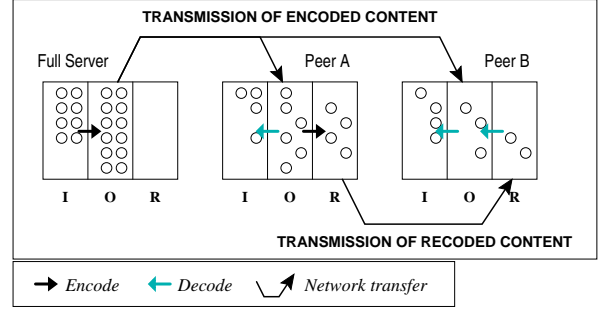 TRANSMISSION OF ENCODED CONTENT
Full Server
Peer A
Peer B
I O R
I O R
I O R
TRANSMISSION OF RECODED CONTENT
Encode
Decode
Network transfer